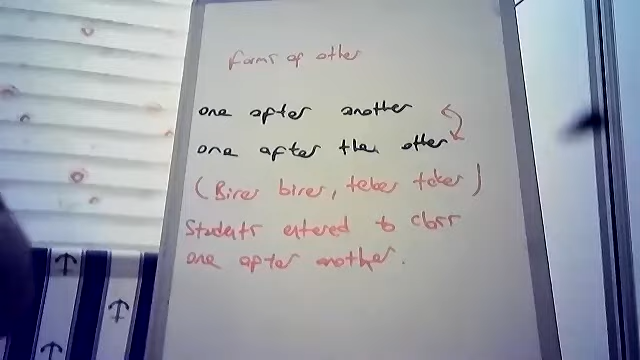 forms of other
one after another
one after the other
(Birer birer, teker teker)
Students entered to class
one after another.